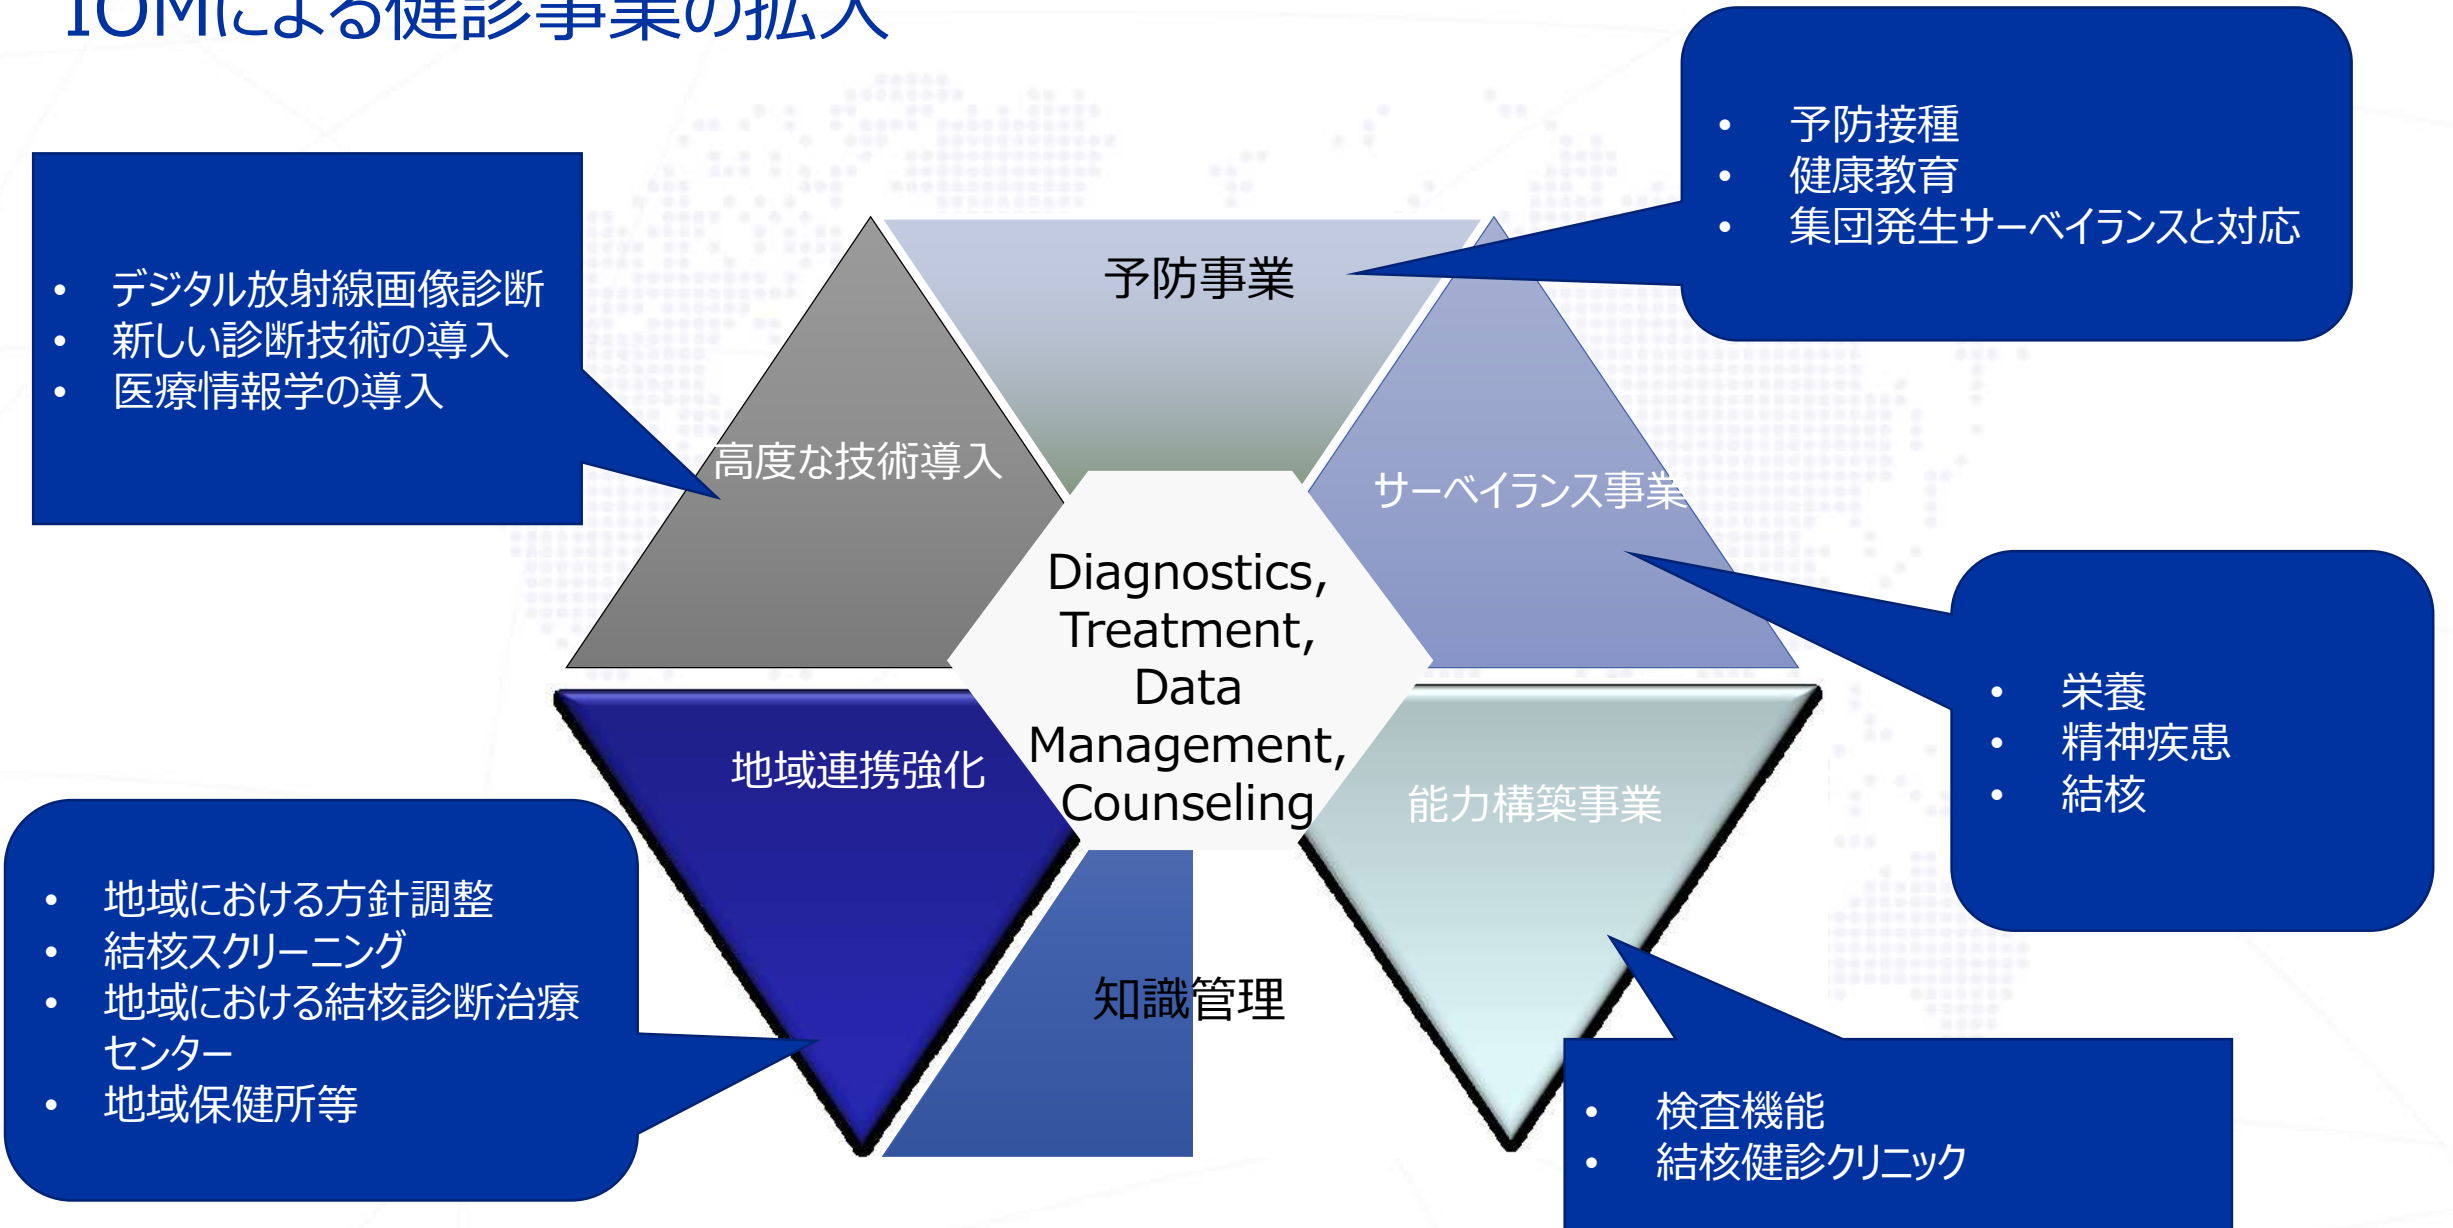 IOMによる健診事業の拡大
• 予防接種
• 健康教育
• 集団発生サーベイランスと対応
• デジタル放射線画像診断
• 新しい診断技術の導入
• 医療情報学の導入
予防事業
高度な技術導入
サーベイランス事業
Diagnostics,
Treatment,
Data
Management,
Counseling
地域連携強化
能力構築事業
知識管理
• 栄養
• 精神疾患
• 結核
• 地域における方針調整
• 結核スクリーニング
• 地域における結核診断治療
センター
• 地域保健所等
• 検査機能
• 結核健診クリニック